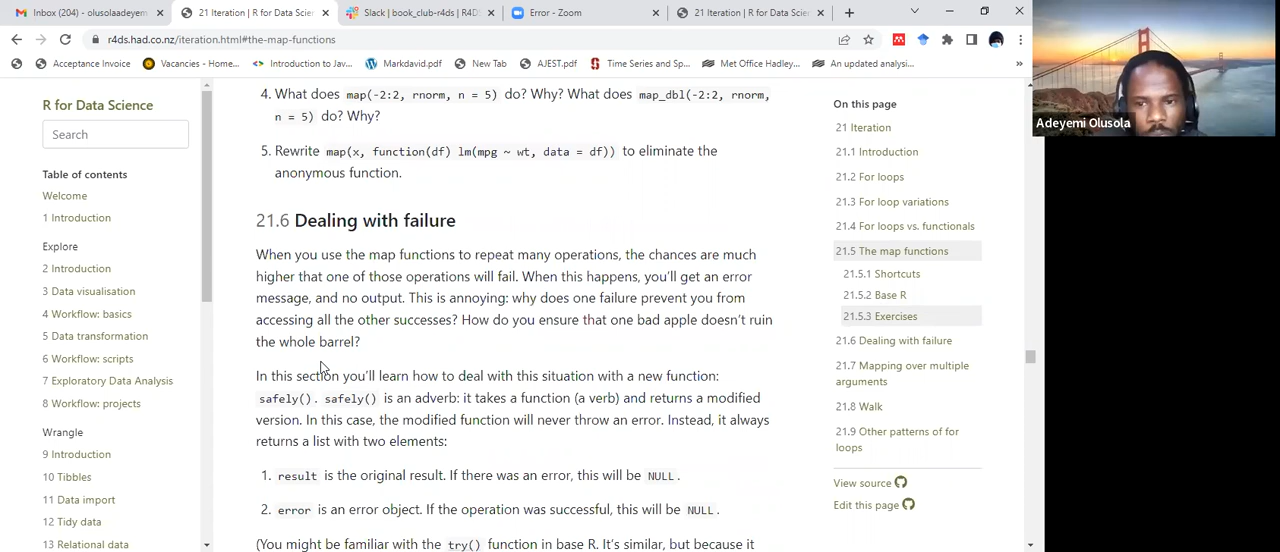 Inbox (204) - olusolaadeyem
21 Iteration | R for Data Science
Slack | book_club-r4ds | R4DS
Error - Zoom
21 Iteration | R for Data Scienc
r4ds.had.co.nz/iteration.html#the-map-functions
Acceptance Invoice
Vacancies - Home...
Introduction to Jav...
Markdavid.pdf
New Tab
AJEST.pdf
Time Series and Sp...
Met Office Hadley...
An updated analysi...
»
Adeyemi Olusola
R for Data Science
Search
Table of contents
Welcome
1 Introduction
Explore
2 Introduction
3 Data visualisation
4 Workflow: basics
5 Data transformation
6 Workflow: scripts
7 Exploratory Data Analysis
8 Workflow: projects
Wrangle
9 Introduction
10 Tibbles
11 Data import
12 Tidy data
13 Relational data
4. What does map(-2:2, rnorm, n = 5) do? Why? What does map_dbl(-2:2, rnorm,
n = 5) do? Why?
5. Rewrite map(x, function(df) lm(mpg ~ wt, data = df)) to eliminate the
anonymous function.
21.6 Dealing with failure
When you use the map functions to repeat many operations, the chances are much
higher that one of those operations will fail. When this happens, you'll get an error
message, and no output. This is annoying: why does one failure prevent you from
accessing all the other successes? How do you ensure that one bad apple doesn't ruin
the whole barrel?
In this section you'll learn how to deal with this situation with a new function:
safely(). safely() is an adverb: it takes a function (a verb) and returns a modified
version. In this case, the modified function will never throw an error. Instead, it always
returns a list with two elements:
1. result is the original result. If there was an error, this will be NULL.
2. error is an error object. If the operation was successful, this will be NULL.
(You might be familiar with the try() function in base R. It's similar, but because it
On this page
21 Iteration
21.1 Introduction
21.2 For loops
21.3 For loop variations
21.4 For loops vs. functionals
21.5 The map functions
21.5.1 Shortcuts
21.5.2 Base R
21.5.3 Exercises
21.6 Dealing with failure
21.7 Mapping over multiple
arguments
21.8 Walk
21.9 Other patterns of for
loops
View source
Edit this page